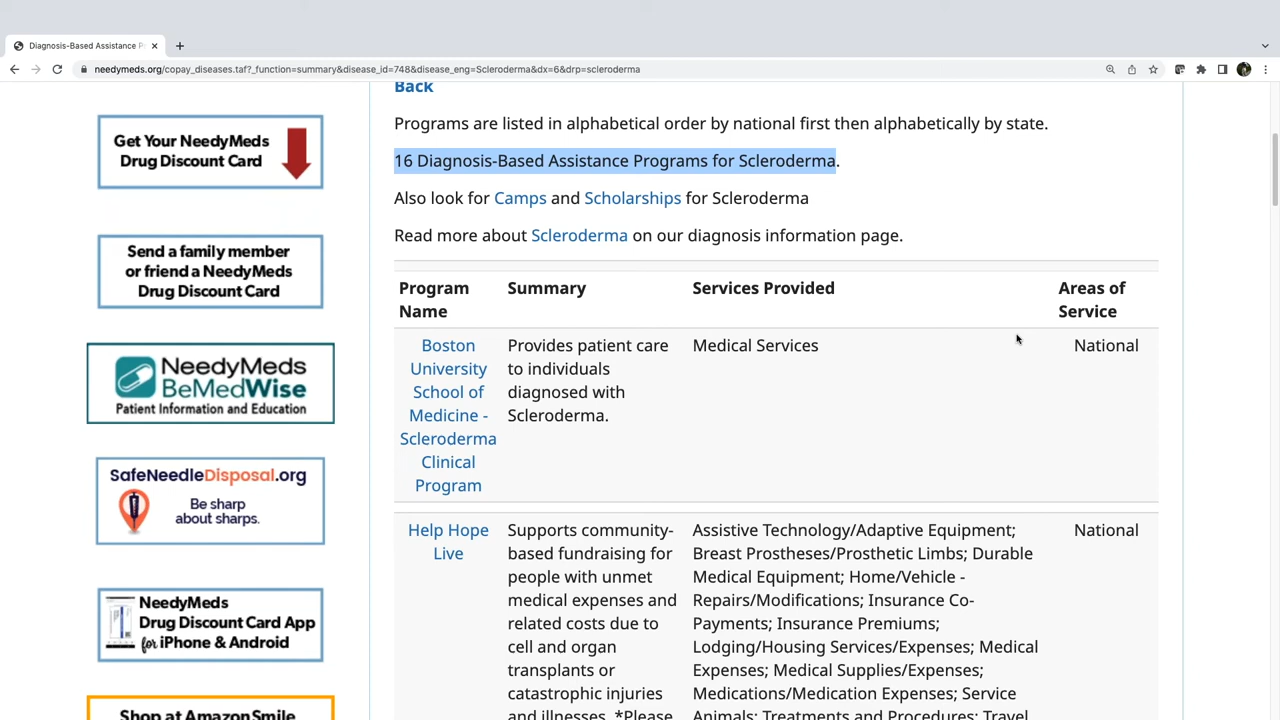 Diagnosis-Based Assistance P
needymeds.org/copay_diseases.taf?_function=summary&disease_id=748&disease_eng=Scleroderma&dx=6&drp=scleroderma
Get Your NeedyMeds
Drug Discount Card
Send a family member
or friend a NeedyMeds
Drug Discount Card
NeedyMeds
BeMedWise
Patient Information and Education
SafeNeedleDisposal.org
Be sharp
about sharps.
NeedyMeds
Drug Discount Card App
for iPhone & Android
Shop at AmazonSmile
Back
Programs are listed in alphabetical order by national first then alphabetically by state.
16 Diagnosis-Based Assistance Programs for Scleroderma.
Also look for Camps and Scholarships for Scleroderma
Read more about Scleroderma on our diagnosis information page.
Program
Name
Summary
Services Provided
Areas of
Service
Boston
University
School of
Medicine -
Scleroderma
Clinical
Program
Provides patient care
to individuals
diagnosed with
Scleroderma.
Medical Services
National
Help Hope
Live
Supports community-
based fundraising for
people with unmet
medical expenses and
related costs due to
cell and organ
transplants or
catastrophic injuries
and illnesses. *Please
Assistive Technology/Adaptive Equipment;
Breast Prostheses/Prosthetic Limbs; Durable
Medical Equipment; Home/Vehicle -
Repairs/Modifications; Insurance Co-
Payments; Insurance Premiums;
Lodging/Housing Services/Expenses; Medical
Expenses; Medical Supplies/Expenses;
Medications/Medication Expenses; Service
Animals; Treatments and Procedures; Travel
National